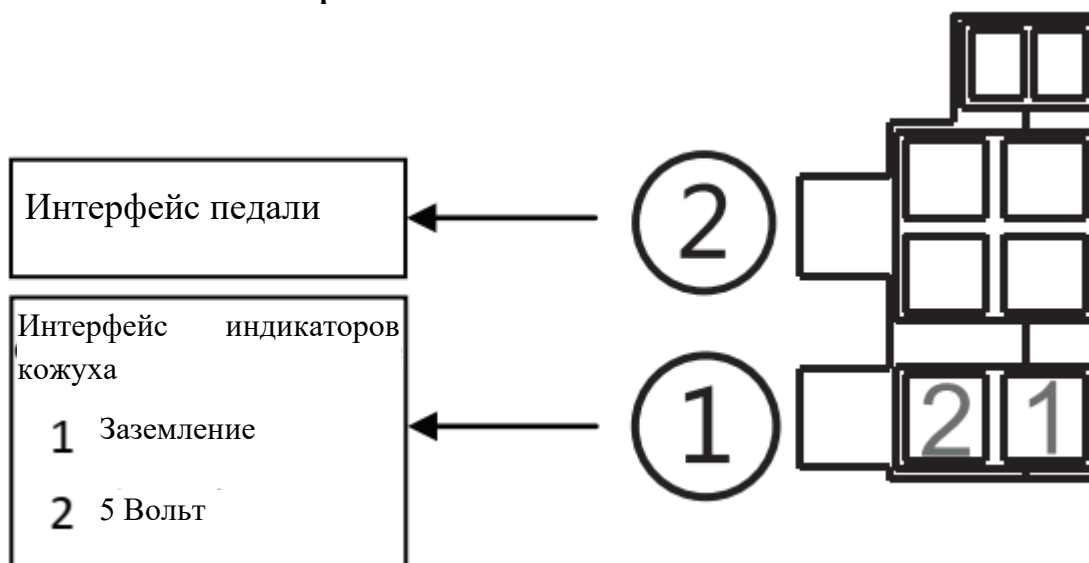 Интерфейс педали
2
Интерфейс индикаторов
кожуха
1 Заземление
2 5 Вольт
1
2 1